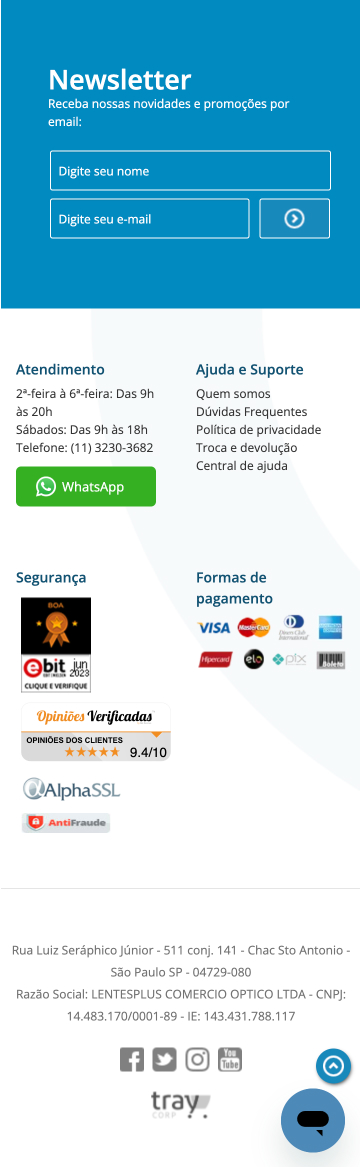 Newsletter
Receba nossas novidades e promoções por
email:
Digite seu nome
Digite seu e-mail
Atendimento
2ª-feira à 6ª-feira: Das 9h
às 20h
Sábados: Das 9h às 18h
Telefone: (11) 3230-3682
WhatsApp
Ajuda e Suporte
Quem somos
Dúvidas Frequentes
Política de privacidade
Troca e devolução
Central de ajuda
Segurança
BOA
ebit jun
2023
CLIQUE E VERIFIQUE
Opiniões Verificadas
OPINIÕES DOS CLIENTES
9.4/10
AlphaSSL
AntiFraude
Formas de
pagamento
VISA MasterCard Diners Club
International
Hipercard elo pix Boleto
Rua Luiz Seráphico Júnior - 511 conj. 141 - Chac Sto Antonio -
São Paulo SP - 04729-080
Razão Social: LENTESPLUS COMERCIO OPTICO LTDA - CNPJ:
14.483.170/0001-89 - IE: 143.431.788.117
You
Tube
tray
CORP